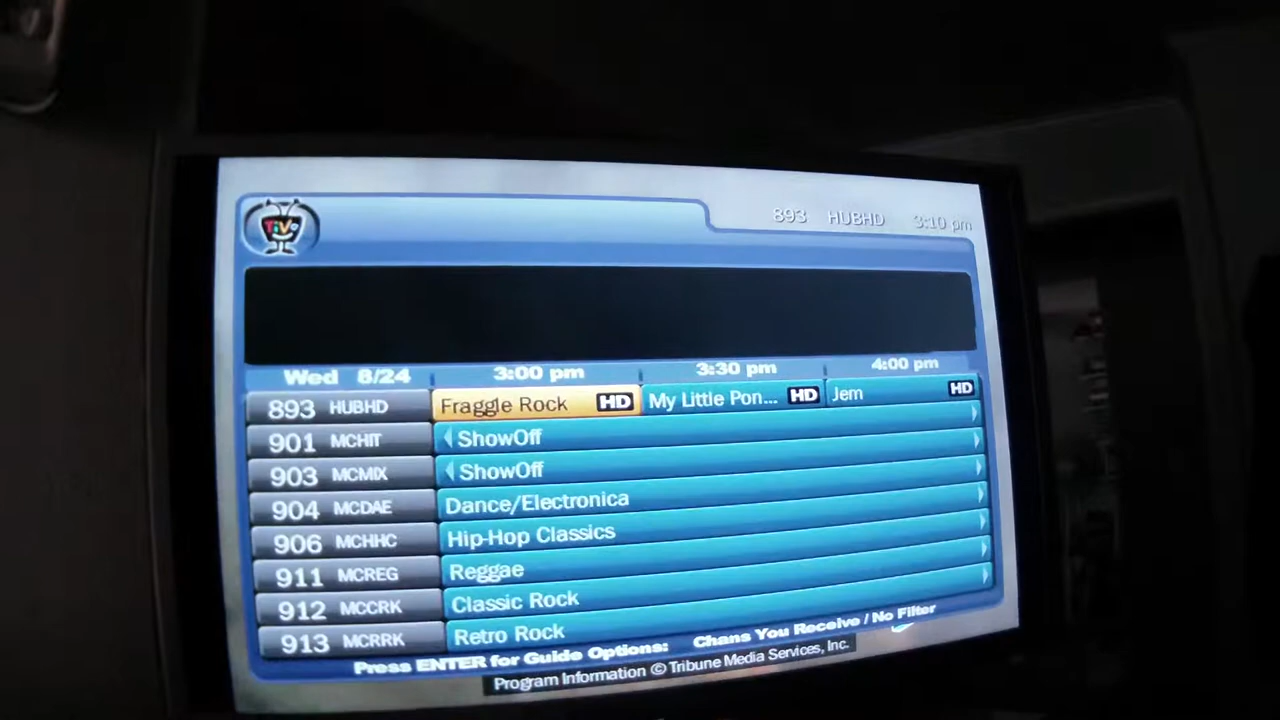 TiVo
893 HUBHD 3:10 pm
Wed 8/24 3:00 pm 3:30 pm 4:00 pm
893 HUBHD Fraggle Rock HD My Little Pon... HD Jem HD
901 MCHIT ShowOff
903 MCMIX ShowOff
904 MCDAE Dance/Electronica
906 MCHHC Hip-Hop Classics
911 MCREG Reggae
912 MCCRK Classic Rock
913 MCRRK Retro Rock
Press ENTER for Guide Options: Chans You Receive / No Filter
Program Information © Tribune Media Services, Inc.